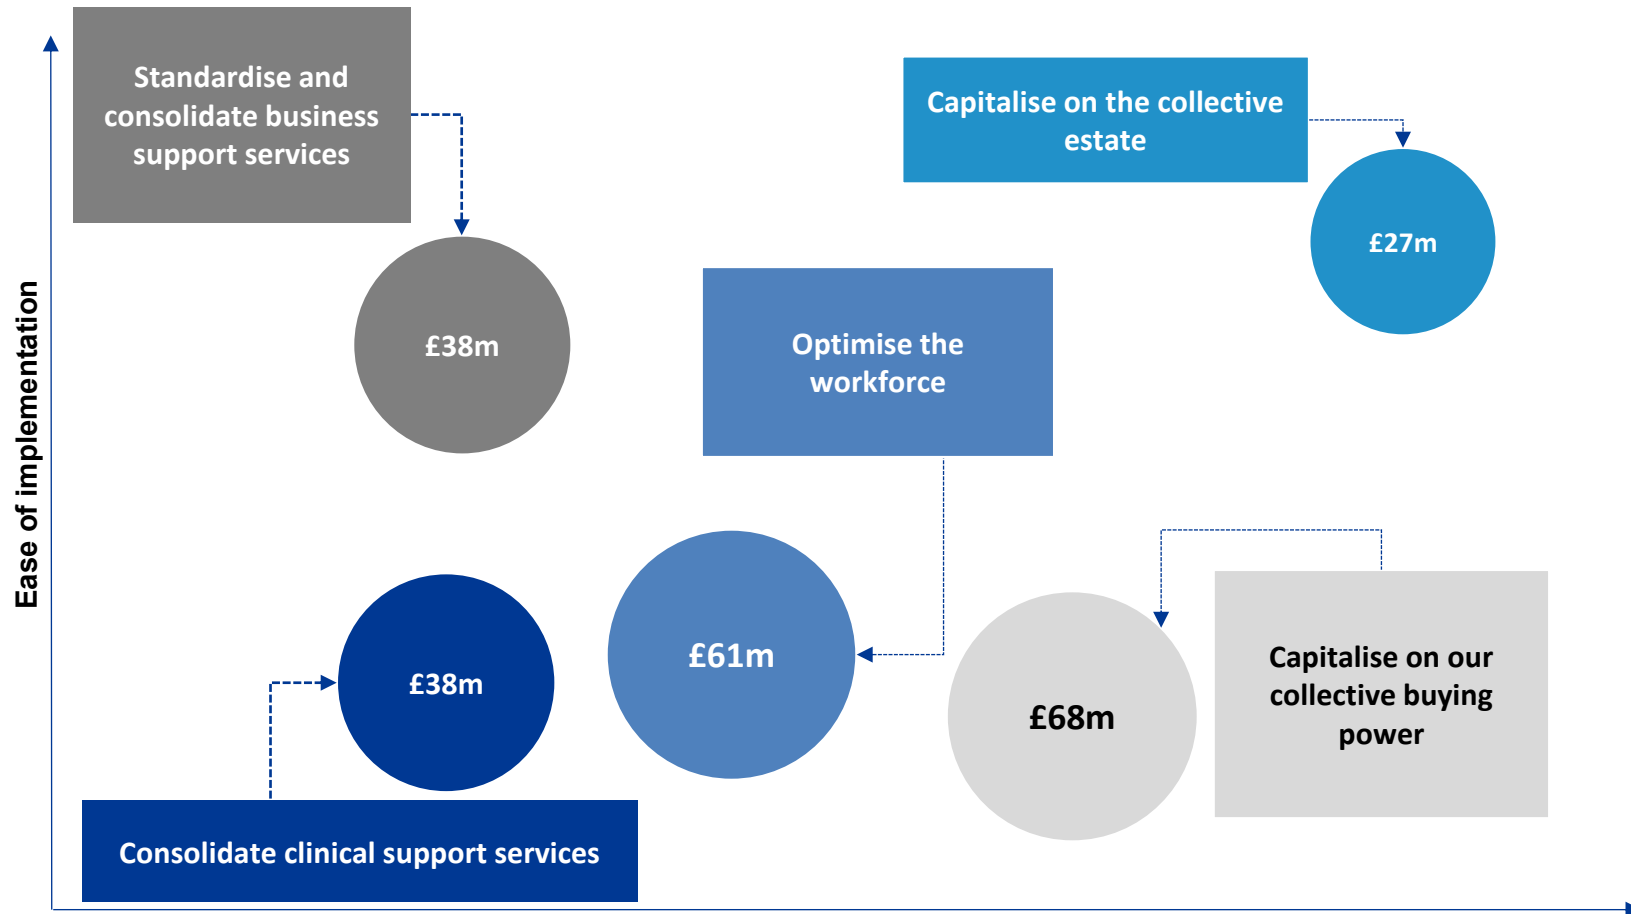 Standardise and
consolidate business
support services
Capitalise on the collective
estate
£27m
£38m
Optimise the
workforce
Ease of implementation
£38m
£61m
£68m
Capitalise on our
collective buying
power
Consolidate clinical support services